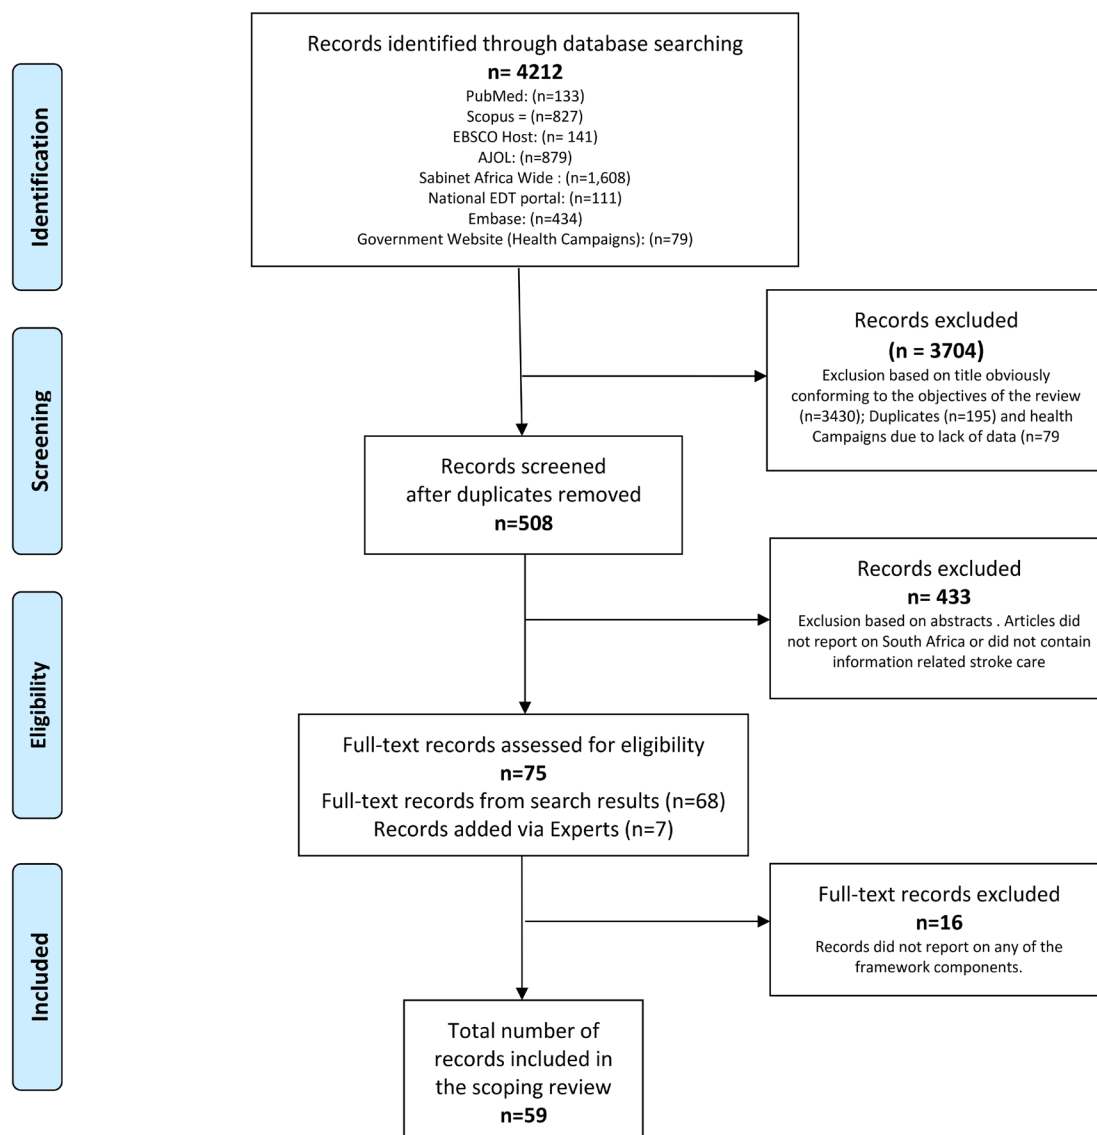 Records identified through database searching
n= 4212
PubMed: (n=133)
Scopus = (n=827)
EBSCO Host: (n= 141)
AJOL: (n=879)
Sabinet Africa Wide : (n=1,608)
National EDT portal: (n=111)
Embase: (n=434)
Government Website (Health Campaigns): (n=79)
Identification
Records excluded
(n = 3704)
Exclusion based on title obviously
conforming to the objectives of the review
(n=3430); Duplicates (n=195) and health
Campaigns due to lack of data (n=79
Screening
Records screened
after duplicates removed
n=508
Records excluded
n= 433
Exclusion based on abstracts . Articles did
not report on South Africa or did not contain
information related stroke care
Eligibility
Full-text records assessed for eligibility
n=75
Full-text records from search results (n=68)
Records added via Experts (n=7)
Full-text records excluded
n=16
Records did not report on any of the
framework components.
Included
Total number of
records included in
the scoping review
n=59